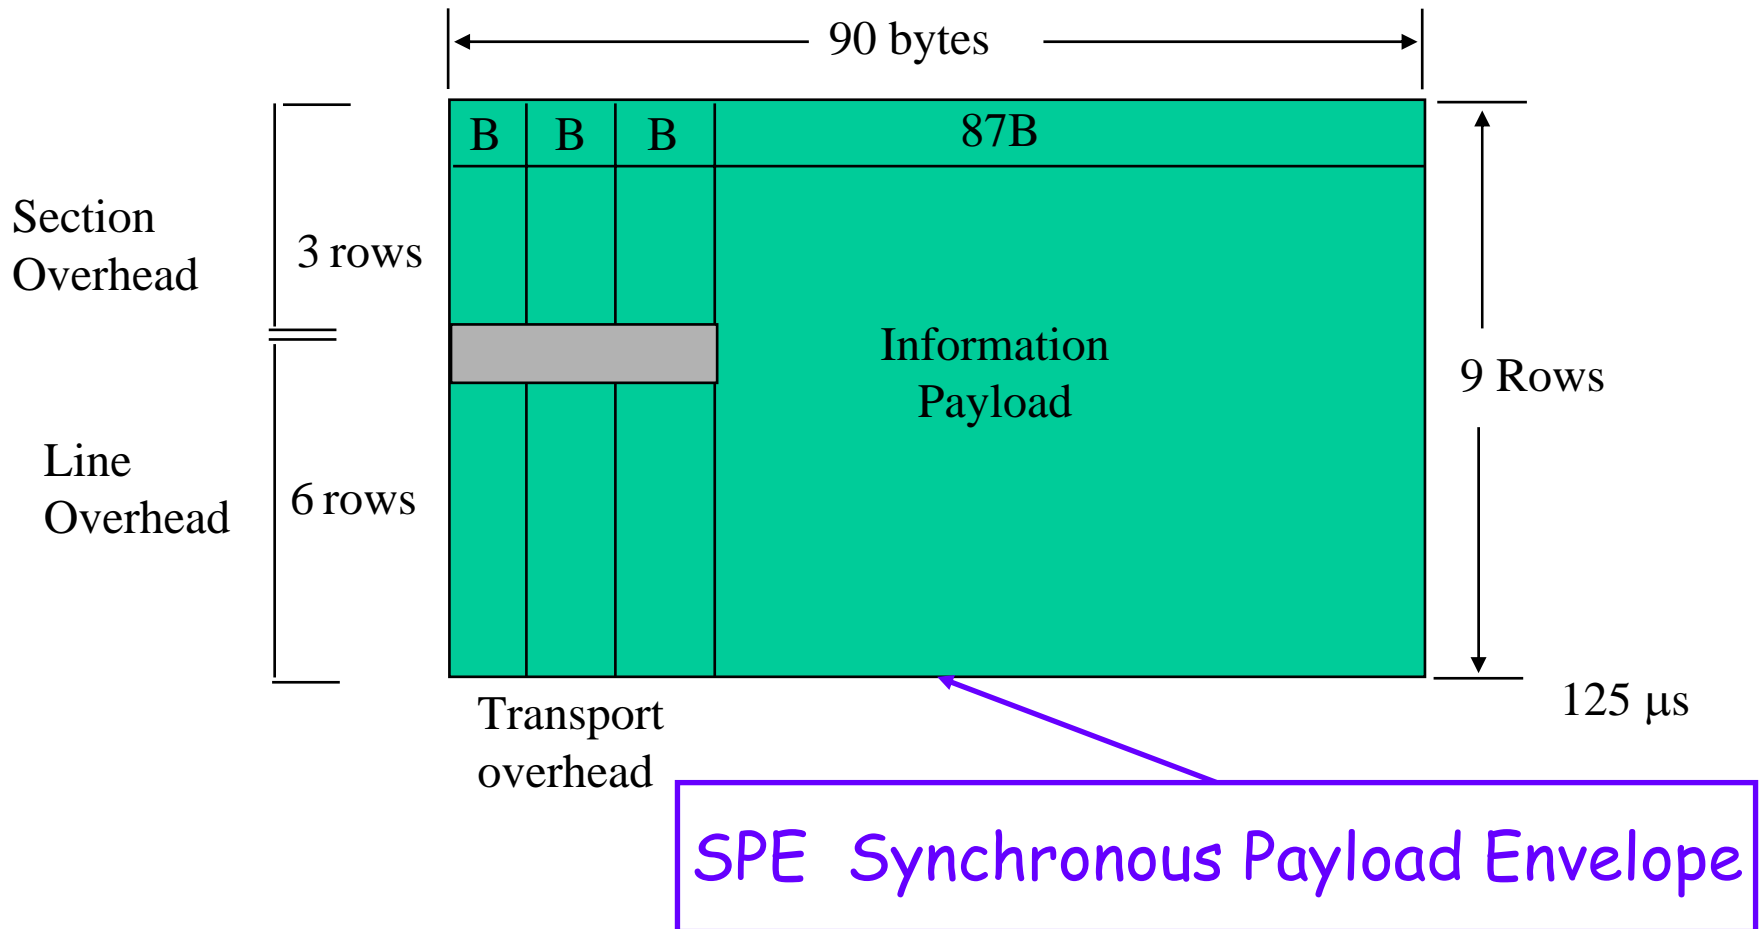 90 bytes
B B B 87B
Section
Overhead
3 rows
Information
Payload
9 Rows
Line
Overhead
6 rows
Transport
overhead
125 μs
SPE Synchronous Payload Envelope